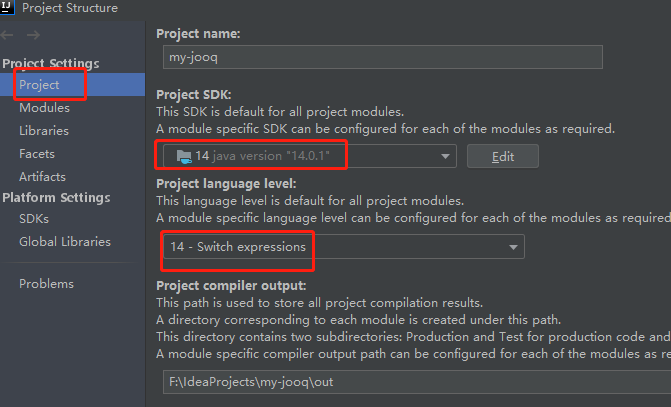 IJ
Project Structure
Project Settings
Project
Modules
Libraries
Facets
Artifacts
Platform Settings
SDKs
Global Libraries
Problems
Project name:
my-jooq
Project SDK:
This SDK is default for all project modules.
A module specific SDK can be configured for each of the modules as required.
14 java version "14.0.1"
Edit
Project language level:
This language level is default for all project modules.
A module specific language level can be configured for each of the modules as required
14 - Switch expressions
Project compiler output:
This path is used to store all project compilation results.
A directory corresponding to each module is created under this path.
This directory contains two subdirectories: Production and Test for production code and
A module specific compiler output path can be configured for each of the modules as re
F:\IdeaProjects\my-jooq\out